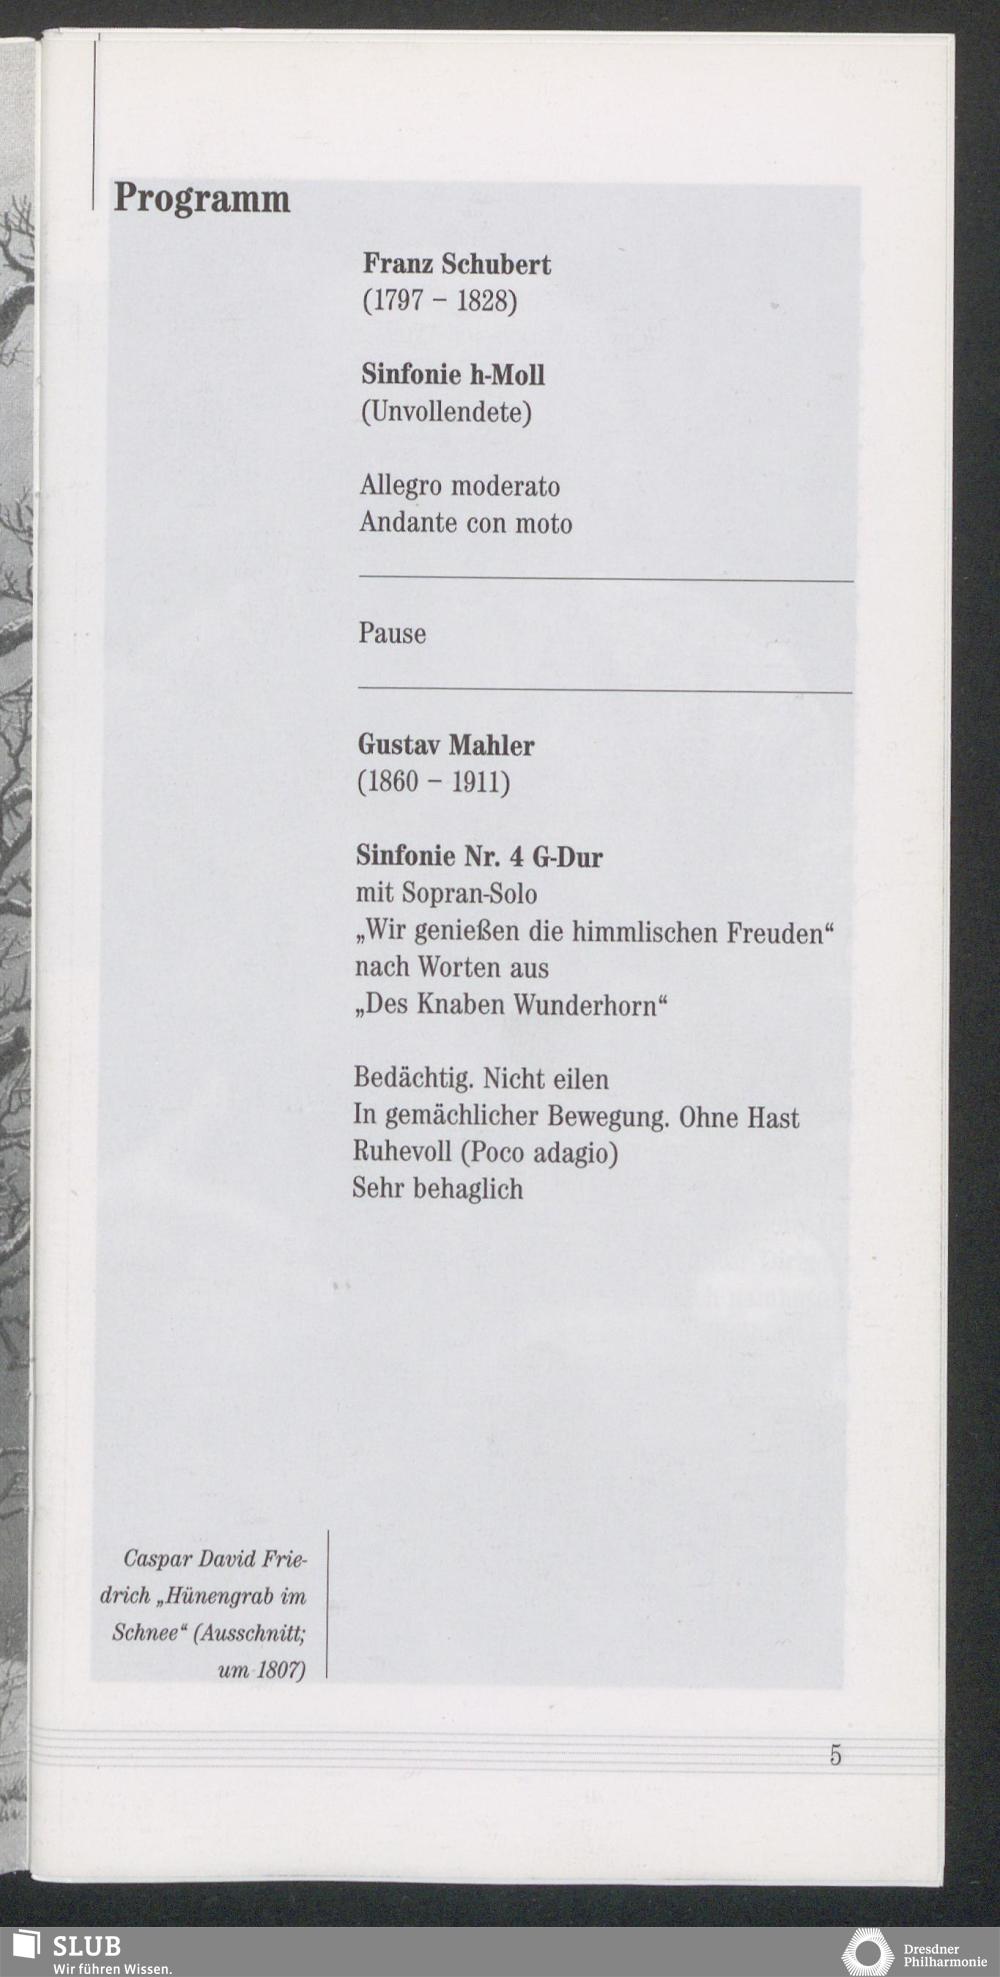 Programm
Franz Schubert
(1797 – 1828)
Sinfonie h-Moll
(Unvollendete)
Allegro moderato
Andante con moto
Pause
Gustav Mahler
(1860 – 1911)
Sinfonie Nr. 4 G-Dur
mit Sopran-Solo
„Wir genießen die himmlischen Freuden“
nach Worten aus
„Des Knaben Wunderhorn“
Bedächtig. Nicht eilen
In gemächlicher Bewegung. Ohne Hast
Ruhevoll (Poco adagio)
Sehr behaglich
Caspar David Frie-
drich „Hünengrab im
Schnee“ (Ausschnitt;
um 1807)
5
SLUB
Wir führen Wissen.
Dresdner
Philharmonie